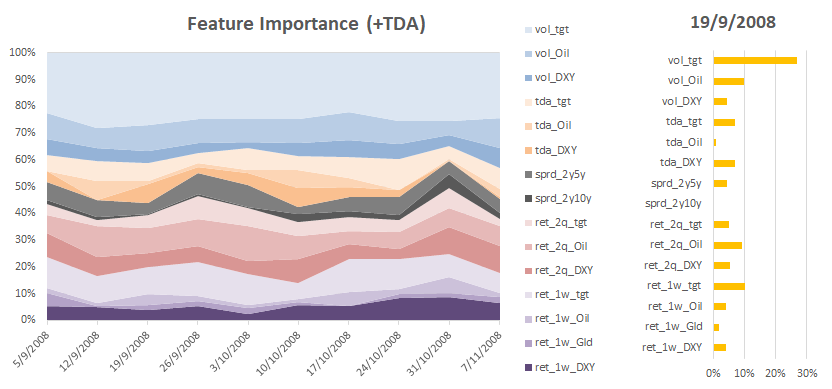 Feature Importance (+TDA)
100%
90%
80%
70%
60%
50%
40%
30%
20%
10%
0%
5/9/2008
12/9/2008
19/9/2008
26/9/2008
3/10/2008
10/10/2008
17/10/2008
24/10/2008
31/10/2008
7/11/2008
vol_tgt
vol_Oil
vol_DXY
tda_tgt
tda_Oil
tda_DXY
sprd_2y5y
sprd_2y10y
ret_2q_tgt
ret_2q_Oil
ret_2q_DXY
ret_1w_tgt
ret_1w_Oil
ret_1w_Gld
ret_1w_DXY
19/9/2008
vol_tgt
vol_Oil
vol_DXY
tda_tgt
tda_Oil
tda_DXY
sprd_2y5y
sprd_2y10y
ret_2q_tgt
ret_2q_Oil
ret_2q_DXY
ret_1w_tgt
ret_1w_Oil
ret_1w_Gld
ret_1w_DXY
0% 10% 20% 30%